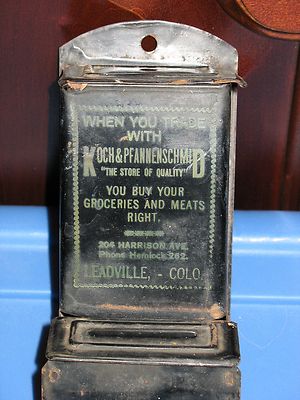 WHEN YOU TRADE
WITH
KOCH & PFANNENSCHMID
"THE STORE OF QUALITY"
YOU BUY YOUR
GROCERIES AND MEATS
RIGHT.
204 HARRISON AVE.
Phone Hemlock 262.
LEADVILLE, - COLO